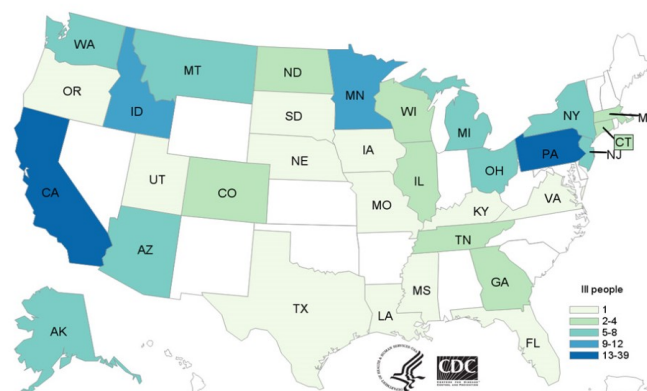 WA
MT
ND
MN
OR
ID
SD
WI
MI
NY
M
CT
NJ
PA
NE
IA
IL
OH
CA
UT
CO
MO
KY
VA
AZ
TN
TX
LA
MS
GA
FL
AK
Ill people
1
2-4
5-8
9-12
13-39
CDC